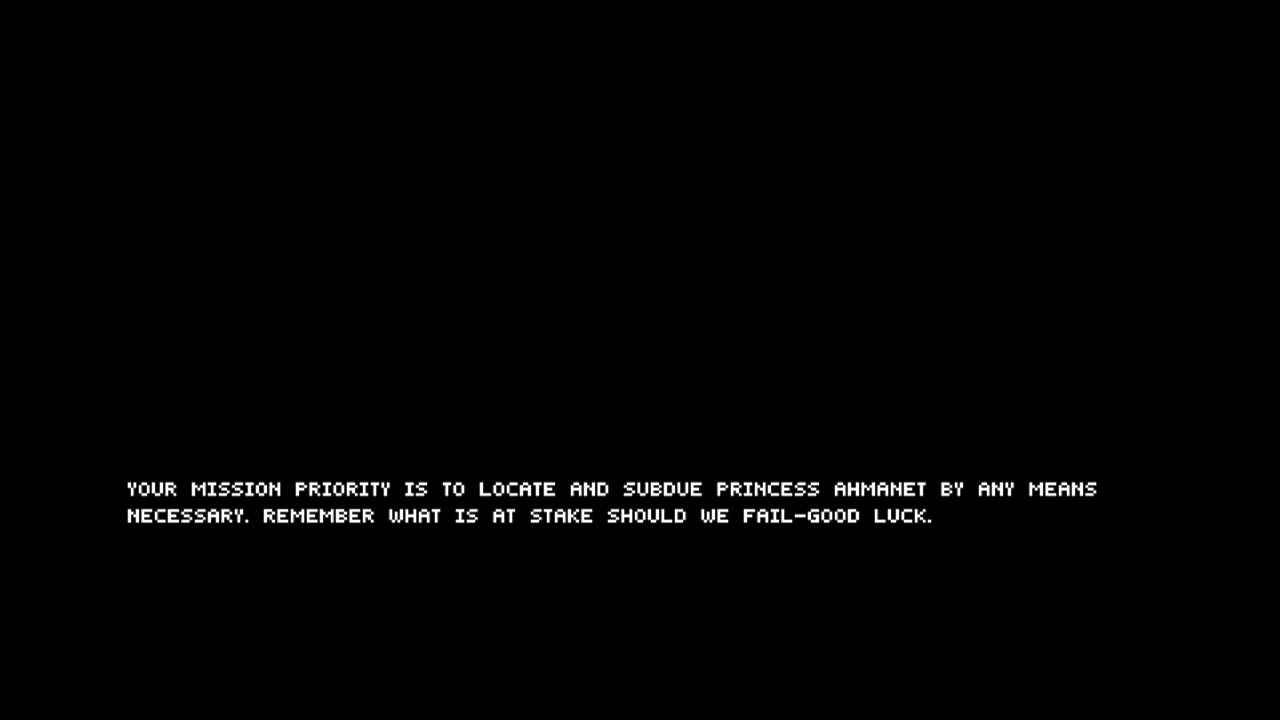 YOUR MISSION PRIORITY IS TO LOCATE AND SUBDUE PRINCESS AHMANET BY ANY MEANS
NECESSARY. REMEMBER WHAT IS AT STAKE SHOULD WE FAIL-GOOD LUCK.